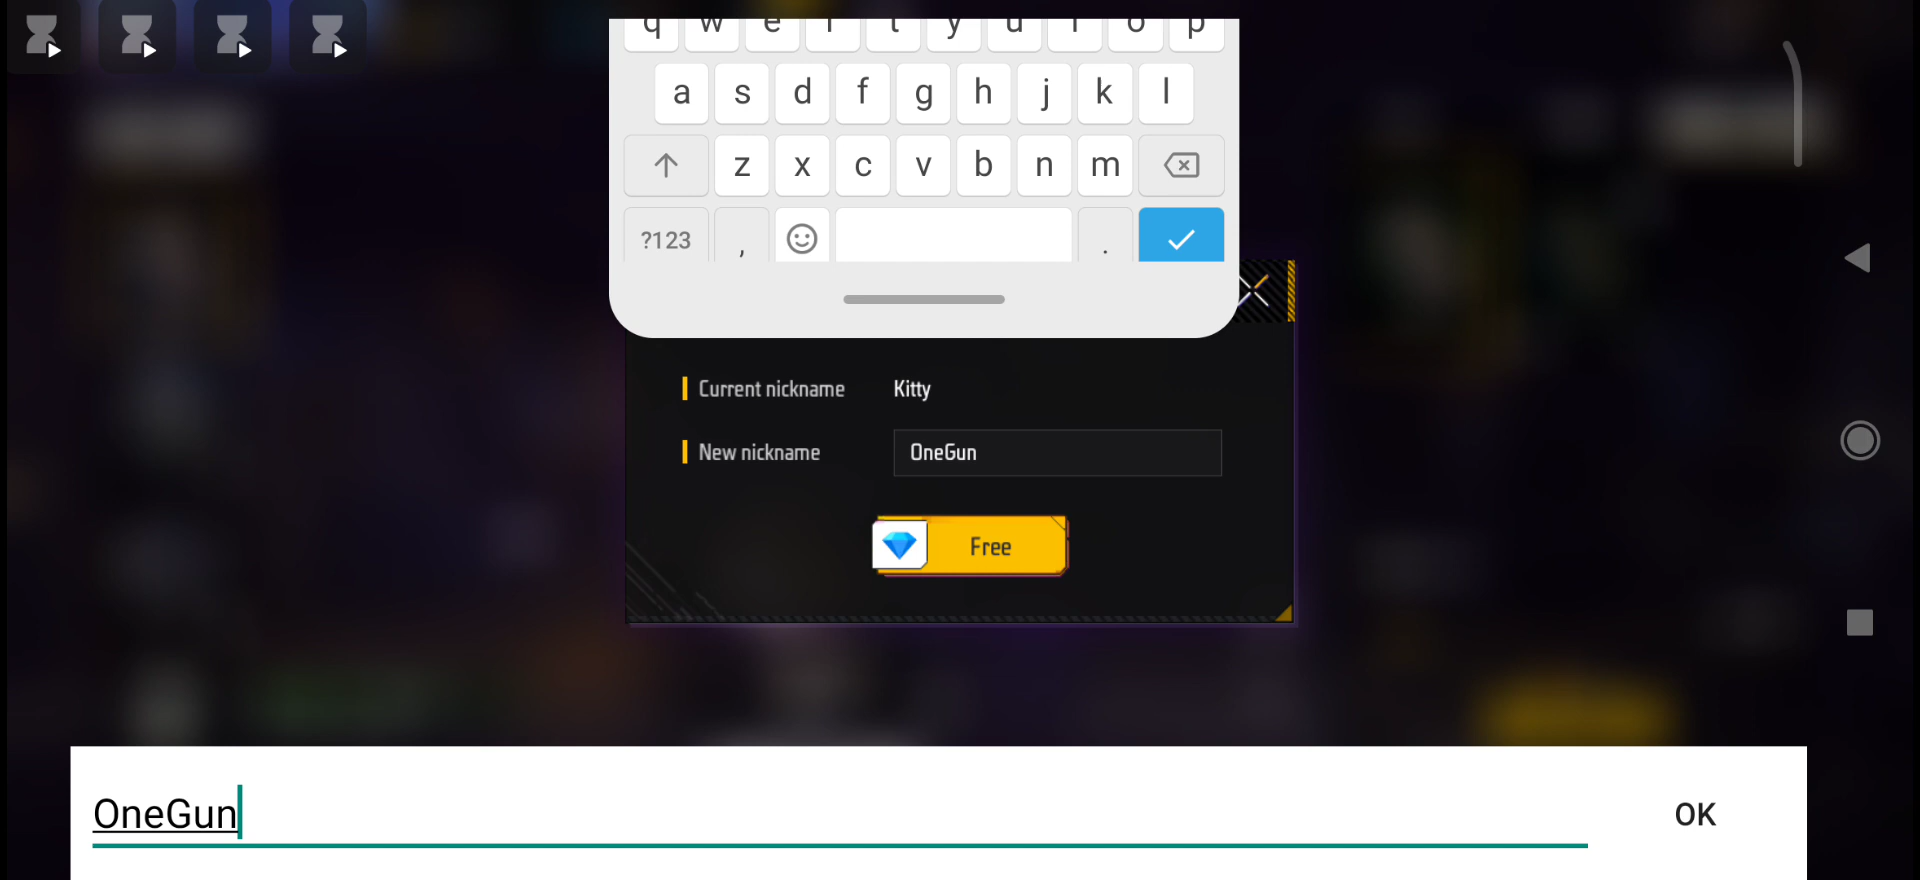 q w e r t y u i o p
a s d f g h j k l
z x c v b n m
?123 , .
Current nickname Kitty
New nickname OneGun
Free
OneGun OK